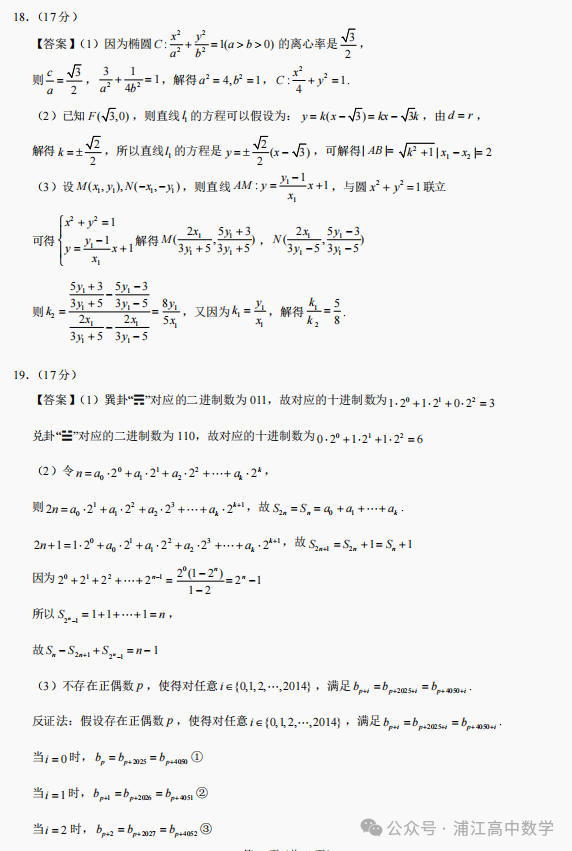 18.(17分)
【答案】(1)因为椭圆 C: x²/a² + y²/b² = 1(a > b > 0) 的离心率是 √3/2,
则 c/a = √3/2, 3/a² + 1/(4b²) = 1, 解得 a² = 4, b² = 1, C: x²/4 + y² = 1.
(2)已知 F(√3,0), 则直线 l₁ 的方程可以假设为: y = k(x − √3) = kx − √3k, 由 d = r,
解得 k = ± √2/2, 所以直线 l₁ 的方程是 y = ± √2/2 (x − √3), 可解得 | AB |= √(k² +1) | x₁ − x₂ |= 2
(3)设 M(x₁, y₁), N(−x₁, −y₁), 则直线 AM: y = (y₁ − 1)/x₁ x + 1, 与圆 x² + y² = 1 联立
可得 { x² + y² = 1
y = (y₁ − 1)/x₁ x + 1 解得 M(2x₁/(3y₁ + 5), (5y₁ + 3)/(3y₁ + 5)), N(2x₁/(3y₁ − 5), (5y₁ − 3)/(3y₁ − 5))
则 k₂ = ((5y₁ + 3)/(3y₁ + 5) − (5y₁ − 3)/(3y₁ − 5))/(2x₁/(3y₁ + 5) − 2x₁/(3y₁ − 5)) = 8y₁/5x₁, 又因为 k₁ = y₁/x₁, 解得 k₁/k₂ = 5/8.
19.(17分)
【答案】(1)巽卦“☴”对应的二进制数为 011, 故对应的十进制数为 1·2⁰ + 1·2¹ + 0·2² = 3
兑卦“☱”对应的二进制数为 110, 故对应的十进制数为 0·2⁰ + 1·2¹ + 1·2² = 6
(2)令 n = a₀·2⁰ + a₁·2¹ + a₂·2² + ⋯ + aₖ·2ᵏ,
则 2n = a₀·2¹ + a₁·2² + a₂·2³ + ⋯ + aₖ·2ᵏ⁺¹, 故 S₂ₙ = Sₙ = a₀ + a₁ + ⋯ + aₖ.
2n + 1 = 1·2⁰ + a₀·2¹ + a₁·2² + a₂·2³ + ⋯ + aₖ·2ᵏ⁺¹, 故 S₂ₙ₊₁ = S₂ₙ + 1 = Sₙ + 1
因为 2⁰ + 2¹ + 2² + ⋯ + 2ⁿ⁻¹ = 2⁰(1 − 2ⁿ)/(1 − 2) = 2ⁿ − 1
所以 S_{2ⁿ−1} = 1 + 1 + ⋯ + 1 = n,
故 Sₙ − S₂ₙ₊₁ + S_{2ⁿ−1} = n − 1
(3)不存在正偶数 p, 使得对任意 i ∈ {0,1,2,⋯,2014}, 满足 b_{p+i} = b_{p+2025+i} = b_{p+4050+i}.
反证法: 假设存在正偶数 p, 使得对任意 i ∈ {0,1,2,⋯,2014}, 满足 b_{p+i} = b_{p+2025+i} = b_{p+4050+i}.
当 i = 0 时, b_p = b_{p+2025} = b_{p+4050} ①
当 i = 1 时, b_{p+1} = b_{p+2026} = b_{p+4051} ②
当 i = 2 时, b_{p+2} = b_{p+2027} = b_{p+4052} ③
公众号 · 浦江高中数学